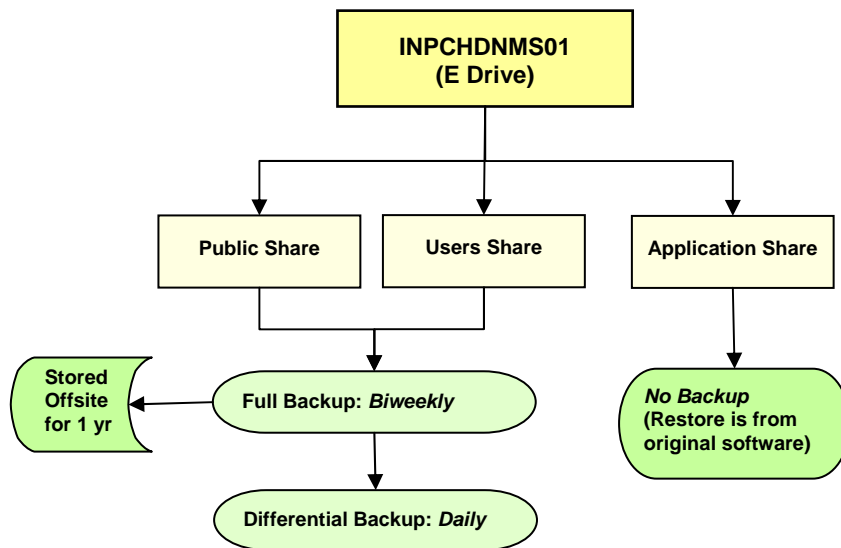 INPCHDNMS01
(E Drive)
Public Share
Users Share
Application Share
Stored
Offsite
for 1 yr
Full Backup: Biweekly
No Backup
(Restore is from
original software)
Differential Backup: Daily